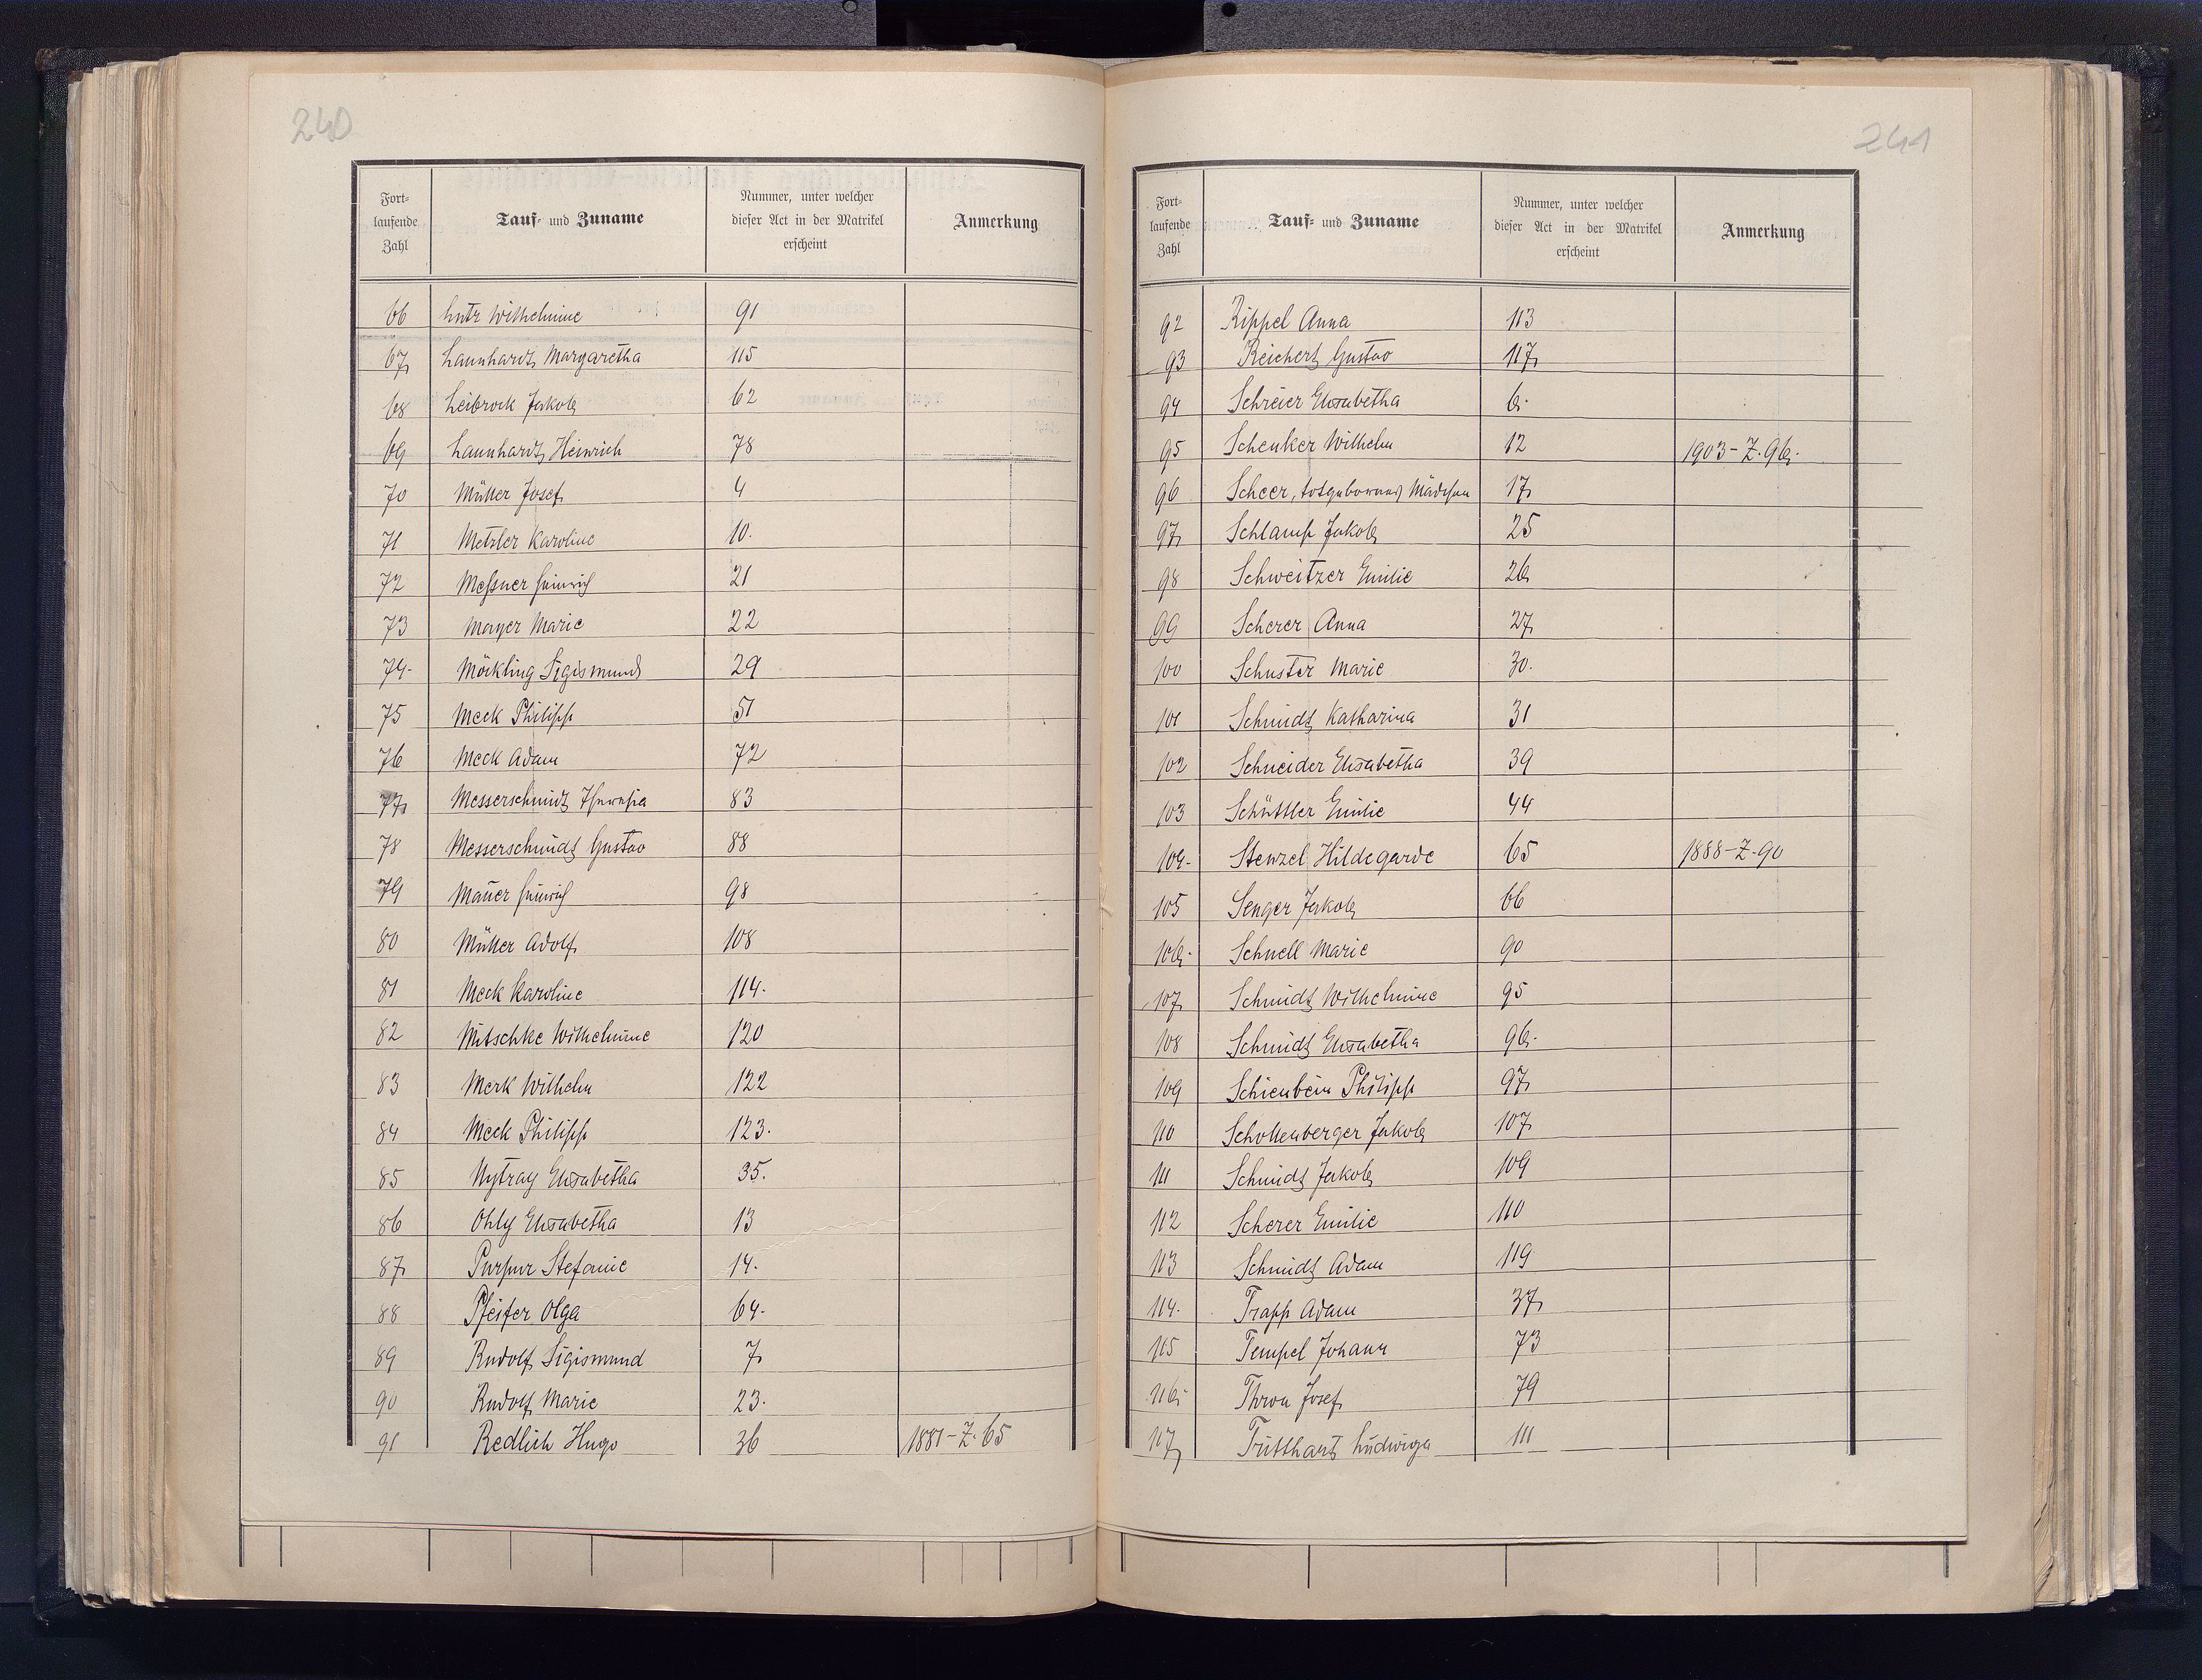 240
Fort-laufende Zahl | Tauf- und Zuname | Nummer, unter welcher dieser Act in der Matrikel erscheint | Anmerkung
66 Lutz Wilhelmine 91
67 Launhardt Margaretha 115
68 Leibrock Jakob 62
69 Launhardt Heinrich 78
70 Müller Josef 4
71 Metzler Karoline 10.
72 Meßner Heinrich 21
73 Mayer Marie 22
74. Möckling Sigismund 29
75 Meck Philipp 51
76 Meck Adam 72
77 Messerschmidt Theresia 83
78 Messerschmidt Gustav 88
79 Mauer Heinrich 98
80 Müller Adolf 108
81 Meck Karoline 114.
82 Mitschke Wilhelmine 120
83 Merk Wilhelm 122
84 Meck Philipp 123.
85 Nytray Elisabetha 35.
86 Ohly Elisabetha 13
87 Purpur Stefanie 14.
88 Pfeifer Olga 64.
89 Rudolf Sigismund 7
90 Rudolf Marie 23.
91 Redlich Hugo 36 1881-Z.65
241
Fort-laufende Zahl | Tauf- und Zuname | Nummer, unter welcher dieser Act in der Matrikel erscheint | Anmerkung
92 Rippel Anna 113
93 Reichert Gustav 117
94 Schreier Elisabetha 6.
95 Schenker Wilhelm 12 1903-Z.96.
96 Scheer, totgeborenes Mädchen 17
97 Schlamp Jakob 25
98 Schweitzer Emilie 26
99 Scherer Anna 27
100 Schuster Marie 30.
101 Schmidt Katharina 31
102 Schneider Elisabetha 39
103 Schüttler Emilie 44
104. Stenzel Hildegarde 65 1888-Z.90
105 Senger Jakob 66
106. Schnell Marie 90
107 Schmidt Wilhelmine 95
108 Schmidt Elisabetha 96.
109 Schienbein Philipp 97
110 Schollenberger Jakob 107
111 Schmidt Jakob 109
112 Scherer Emilie 110
113 Schmidt Adam 119
114. Trapp Adam 37
115 Tempel Johann 73
116. Thron Josef 79
117 Tritthart Ludwiga 111